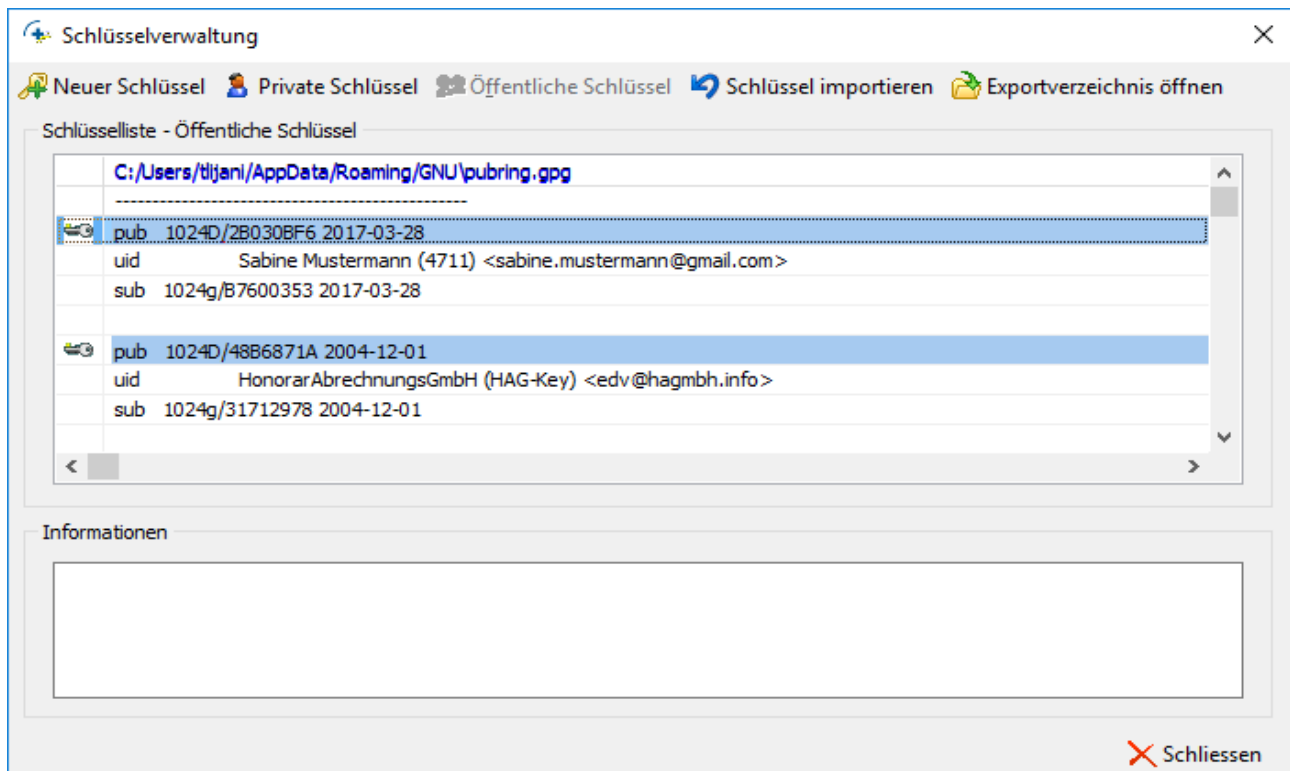 Schlüsselverwaltung
Neuer Schlüssel Private Schlüssel Öffentliche Schlüssel Schlüssel importieren Exportverzeichnis öffnen
Schlüsselliste - Öffentliche Schlüssel
C:/Users/tlijani/AppData/Roaming/GNU\pubring.gpg
------------------------------------------------
pub 1024D/2B030BF6 2017-03-28
uid Sabine Mustermann (4711) <sabine.mustermann@gmail.com>
sub 1024g/B7600353 2017-03-28
pub 1024D/48B6871A 2004-12-01
uid HonorarAbrechnungsGmbH (HAG-Key) <edv@hagmbh.info>
sub 1024g/31712978 2004-12-01
Informationen
Schliessen